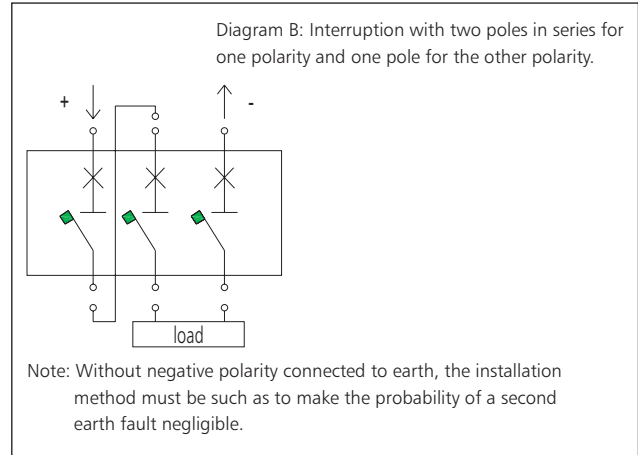 Diagram B: Interruption with two poles in series for
one polarity and one pole for the other polarity.
+
-
load
Note: Without negative polarity connected to earth, the installation
method must be such as to make the probability of a second
earth fault negligible.